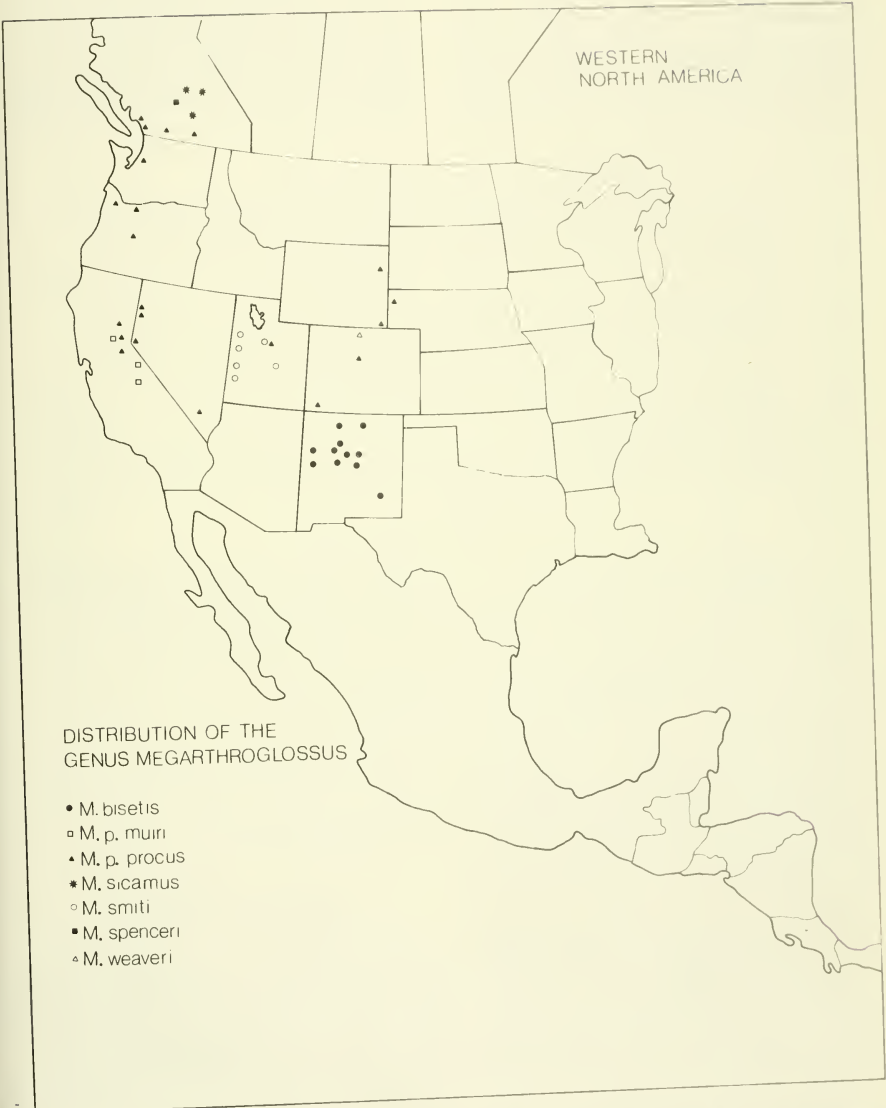 WESTERN
NORTH AMERICA
DISTRIBUTION OF THE
GENUS MEGARTHROGLOSSUS
M. bisetis
M. p. muiri
M. p. procus
M. sicamus
M. smiti
M. spenceri
M. weaveri